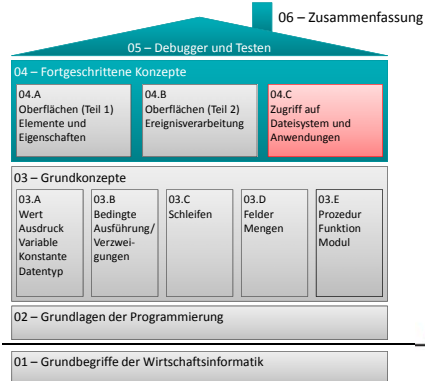 06 – Zusammenfassung
05 – Debugger und Testen
04 – Fortgeschrittene Konzepte
04.A
Oberflächen (Teil 1)
Elemente und
Eigenschaften
04.B
Oberflächen (Teil 2)
Ereignisverarbeitung
04.C
Zugriff auf
Dateisystem und
Anwendungen
03 – Grundkonzepte
03.A
Wert
Ausdruck
Variable
Konstante
Datentyp
03.B
Bedingte
Ausführung/
Verzwei-
gungen
03.C
Schleifen
03.D
Felder
Mengen
03.E
Prozedur
Funktion
Modul
02 – Grundlagen der Programmierung
01 – Grundbegriffe der Wirtschaftsinformatik